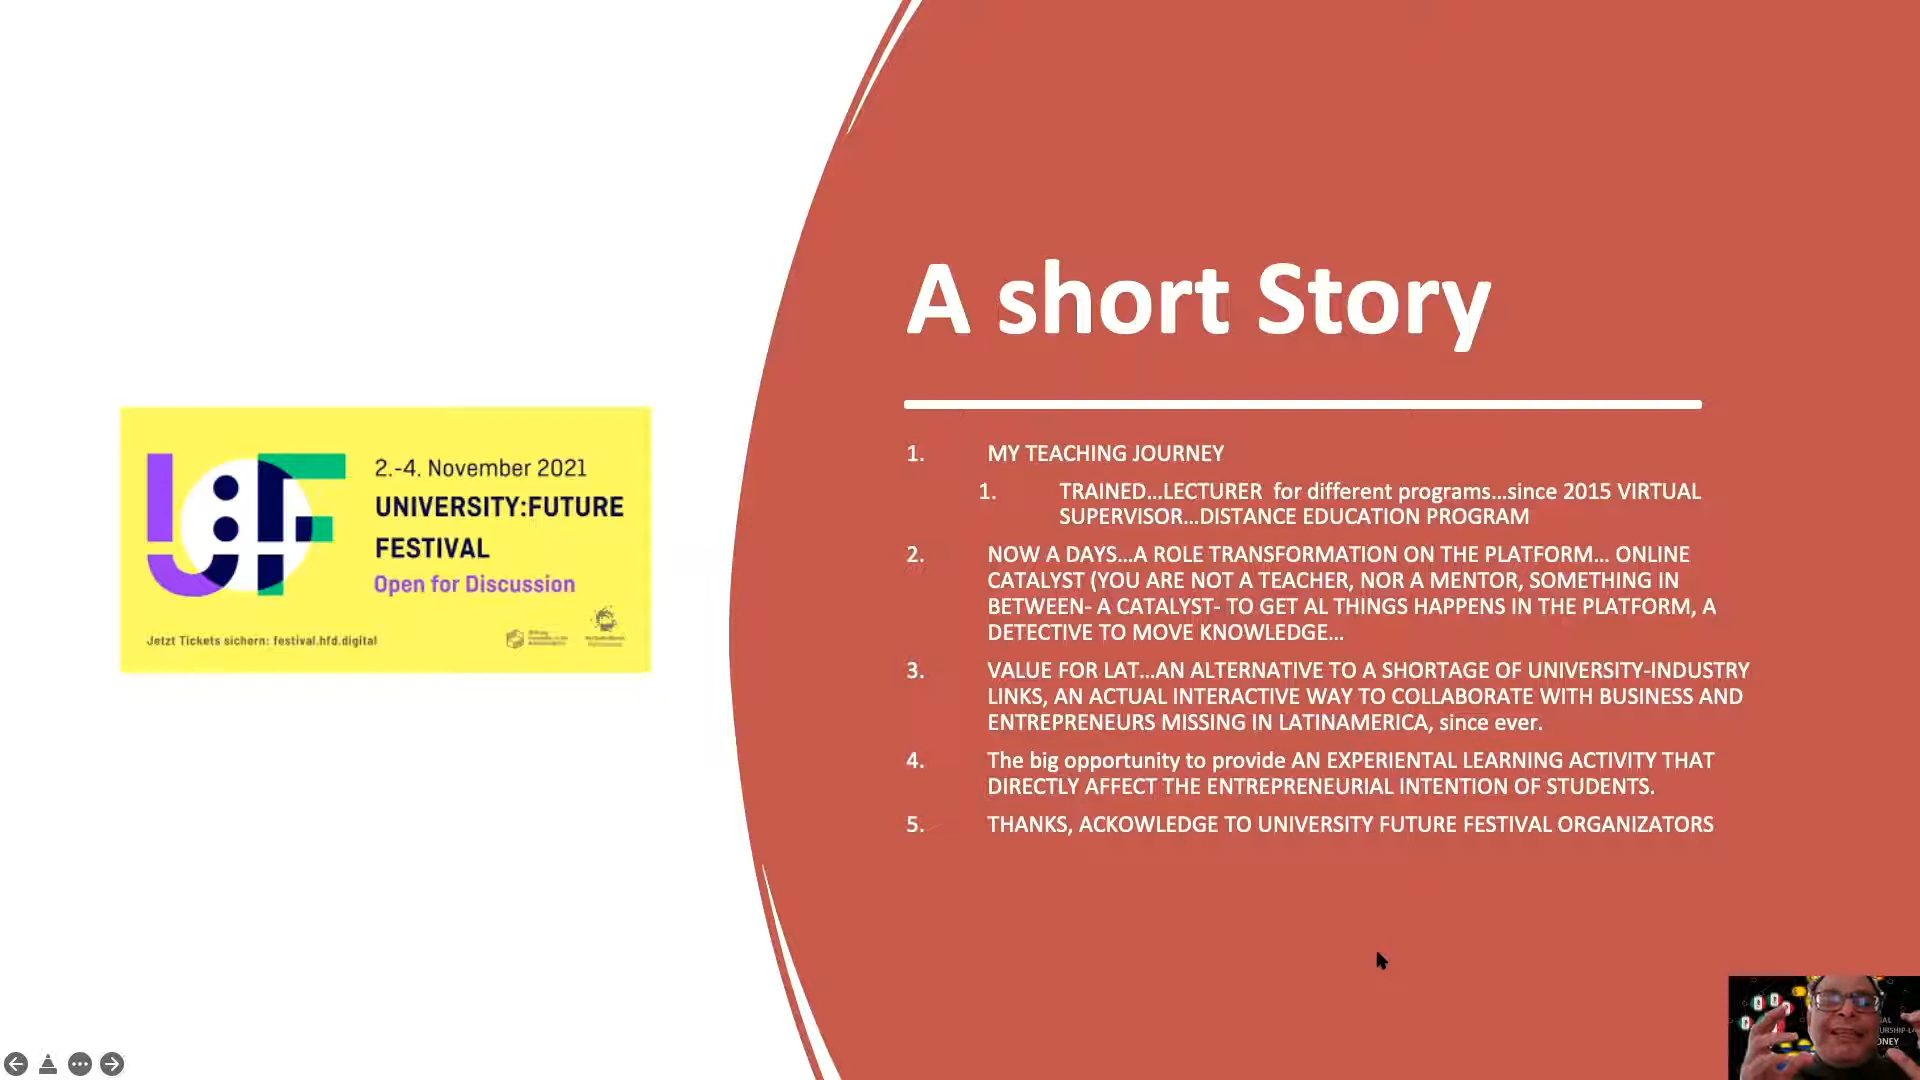 A short Story
2.-4. November 2021
UNIVERSITY:FUTURE
FESTIVAL
Open for Discussion
Jetzt Tickets sichern: festival.hfd.digital
1. MY TEACHING JOURNEY
1. TRAINED...LECTURER for different programs...since 2015 VIRTUAL
SUPERVISOR...DISTANCE EDUCATION PROGRAM
2. NOW A DAYS...A ROLE TRANSFORMATION ON THE PLATFORM... ONLINE
CATALYST (YOU ARE NOT A TEACHER, NOR A MENTOR, SOMETHING IN
BETWEEN- A CATALYST- TO GET AL THINGS HAPPENS IN THE PLATFORM, A
DETECTIVE TO MOVE KNOWLEDGE...
3. VALUE FOR LAT...AN ALTERNATIVE TO A SHORTAGE OF UNIVERSITY-INDUSTRY
LINKS, AN ACTUAL INTERACTIVE WAY TO COLLABORATE WITH BUSINESS AND
ENTREPRENEURS MISSING IN LATINAMERICA, since ever.
4. The big opportunity to provide AN EXPERIENTAL LEARNING ACTIVITY THAT
DIRECTLY AFFECT THE ENTREPRENEURIAL INTENTION OF STUDENTS.
5. THANKS, ACKOWLEDGE TO UNIVERSITY FUTURE FESTIVAL ORGANIZATORS